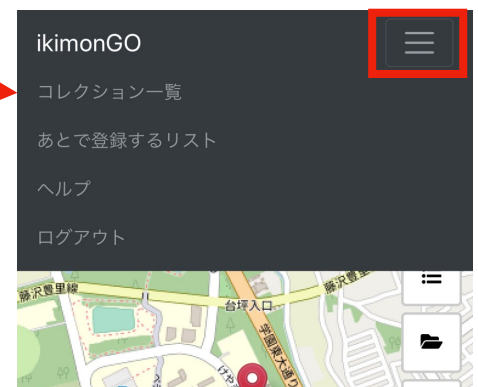 ikimonGO
コレクション一覧
あとで登録するリスト
ヘルプ
ログアウト
藤沢豊里線
台坪入口
藤沢豊里
学園東大通り
けや